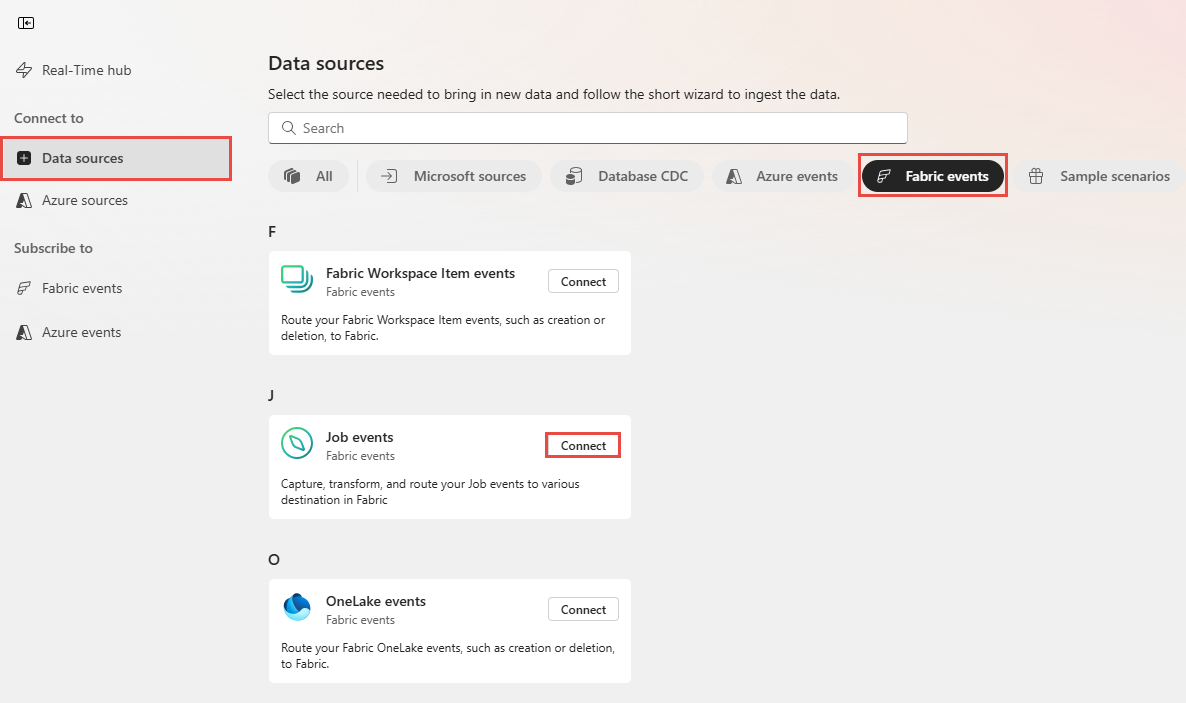 Real-Time hub
Connect to
Data sources
Azure sources
Subscribe to
Fabric events
Azure events
Data sources
Select the source needed to bring in new data and follow the short wizard to ingest the data.
Search
All
Microsoft sources
Database CDC
Azure events
Fabric events
Sample scenarios
F
Fabric Workspace Item events
Fabric events
Connect
Route your Fabric Workspace Item events, such as creation or
deletion, to Fabric.
J
Job events
Fabric events
Connect
Capture, transform, and route your Job events to various
destination in Fabric
O
OneLake events
Fabric events
Connect
Route your Fabric OneLake events, such as creation or deletion,
to Fabric.